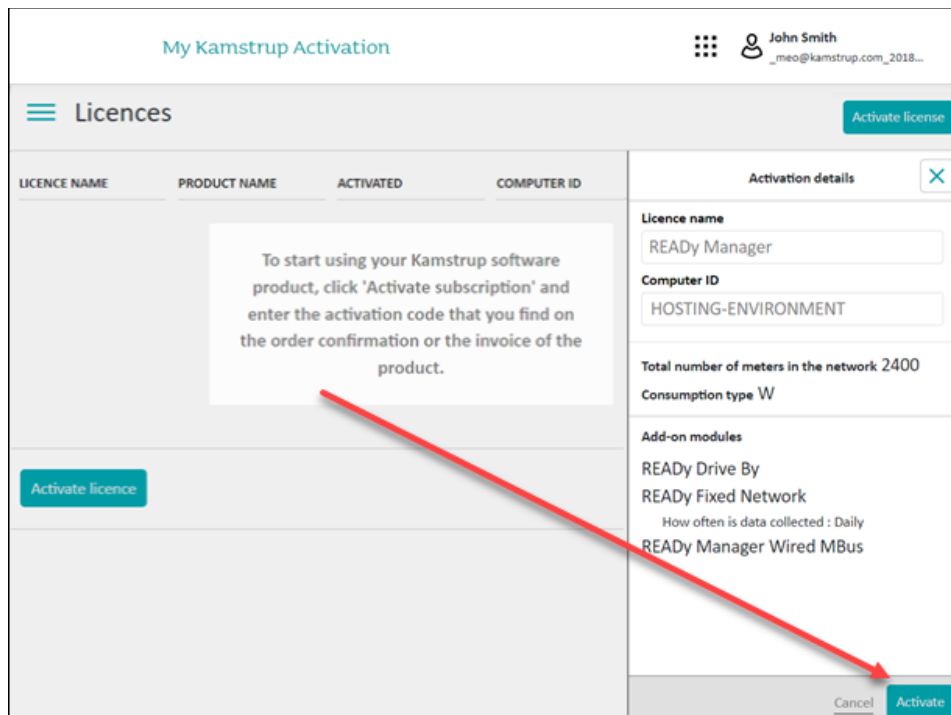 My Kamstrup Activation
John Smith
_meo@kamstrup.com_2018...
Licences
Activate license
LICENCE NAME PRODUCT NAME ACTIVATED COMPUTER ID
To start using your Kamstrup software
product, click 'Activate subscription' and
enter the activation code that you find on
the order confirmation or the invoice of the
product.
Activate licence
Activation details
Licence name
READy Manager
Computer ID
HOSTING-ENVIRONMENT
Total number of meters in the network 2400
Consumption type W
Add-on modules
READy Drive By
READy Fixed Network
How often is data collected : Daily
READy Manager Wired MBus
Cancel Activate